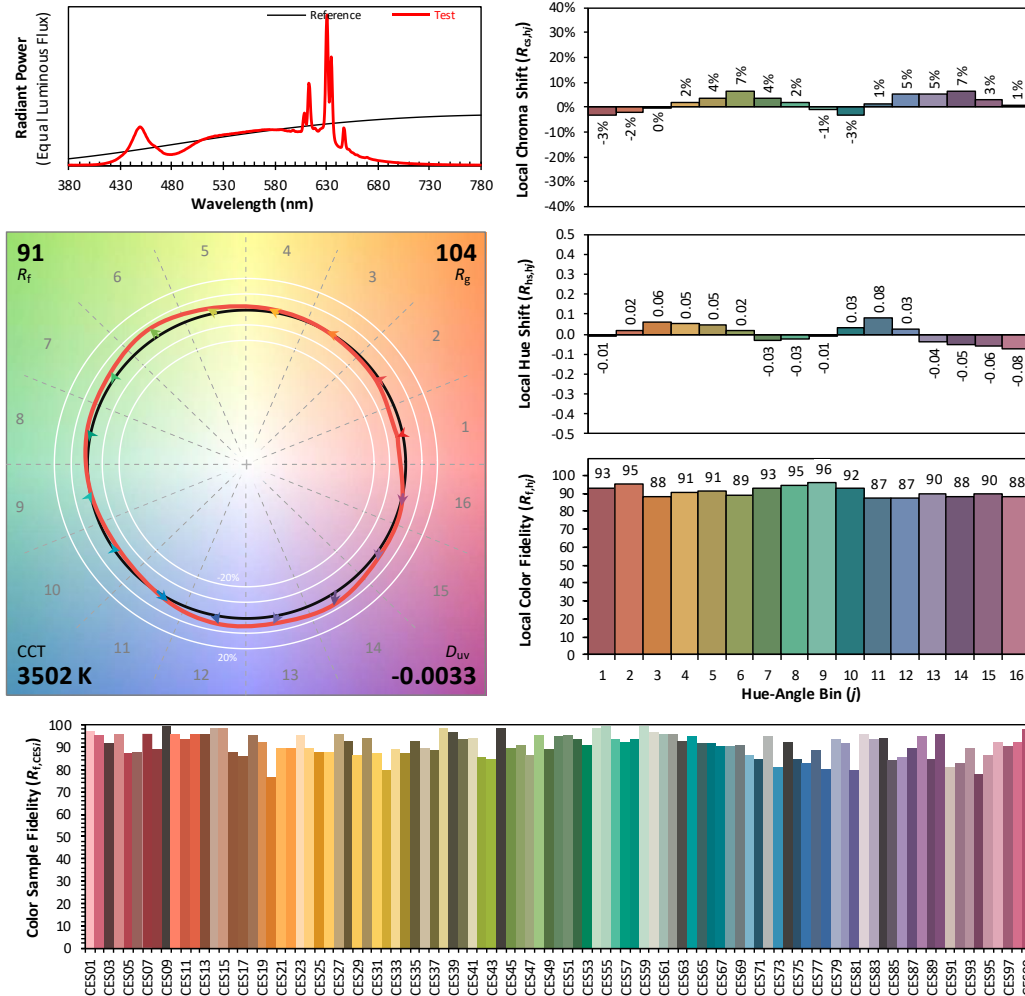 Reference
Test
Radiant Power
(Equal Luminous Flux)
380 430 480 530 580 630 680 730 780
Wavelength (nm)
Local Chroma Shift (Rcs,hj)
40%
30%
20%
10%
0%
-10%
-20%
-30%
-40%
-3% -2% 0% 2% 4% 7% 4% 2% -1% -3% 1% 5% 5% 7% 3% 1%
91
Rf
104
Rg
5 4
6 3
7 2
8 1
9 16
10 15
11 14
12 13
-20%
20%
CCT
3502 K
Duv
-0.0033
Local Hue Shift (Rhs,hj)
0.5
0.4
0.3
0.2
0.1
0.0
-0.1
-0.2
-0.3
-0.4
-0.5
-0.01 0.02 0.06 0.05 0.05 0.02 -0.03 -0.03 -0.01 0.03 0.08 0.03 -0.04 -0.05 -0.06 -0.08
Local Color Fidelity (Rf,hj)
100
90
80
70
60
50
40
30
20
10
0
93 95 88 91 91 89 93 95 96 92 87 87 90 88 90 88
1 2 3 4 5 6 7 8 9 10 11 12 13 14 15 16
Hue-Angle Bin (j)
Color Sample Fidelity (Rf,CESi)
100
90
80
70
60
50
40
30
20
10
0
CES01 CES03 CES05 CES07 CES09 CES11 CES13 CES15 CES17 CES19 CES21 CES23 CES25 CES27 CES29 CES31 CES33 CES35 CES37 CES39 CES41 CES43 CES45 CES47 CES49 CES51 CES53 CES55 CES57 CES59 CES61 CES63 CES65 CES67 CES69 CES71 CES73 CES75 CES77 CES79 CES81 CES83 CES85 CES87 CES89 CES91 CES93 CES95 CES97